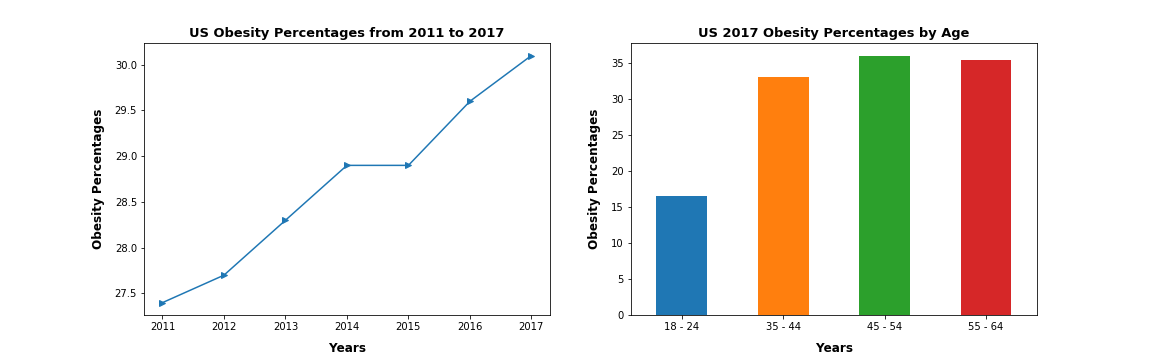 US Obesity Percentages from 2011 to 2017
Obesity Percentages
30.0
29.5
29.0
28.5
28.0
27.5
2011 2012 2013 2014 2015 2016 2017
Years
US 2017 Obesity Percentages by Age
Obesity Percentages
35
30
25
20
15
10
5
0
18 - 24 35 - 44 45 - 54 55 - 64
Years